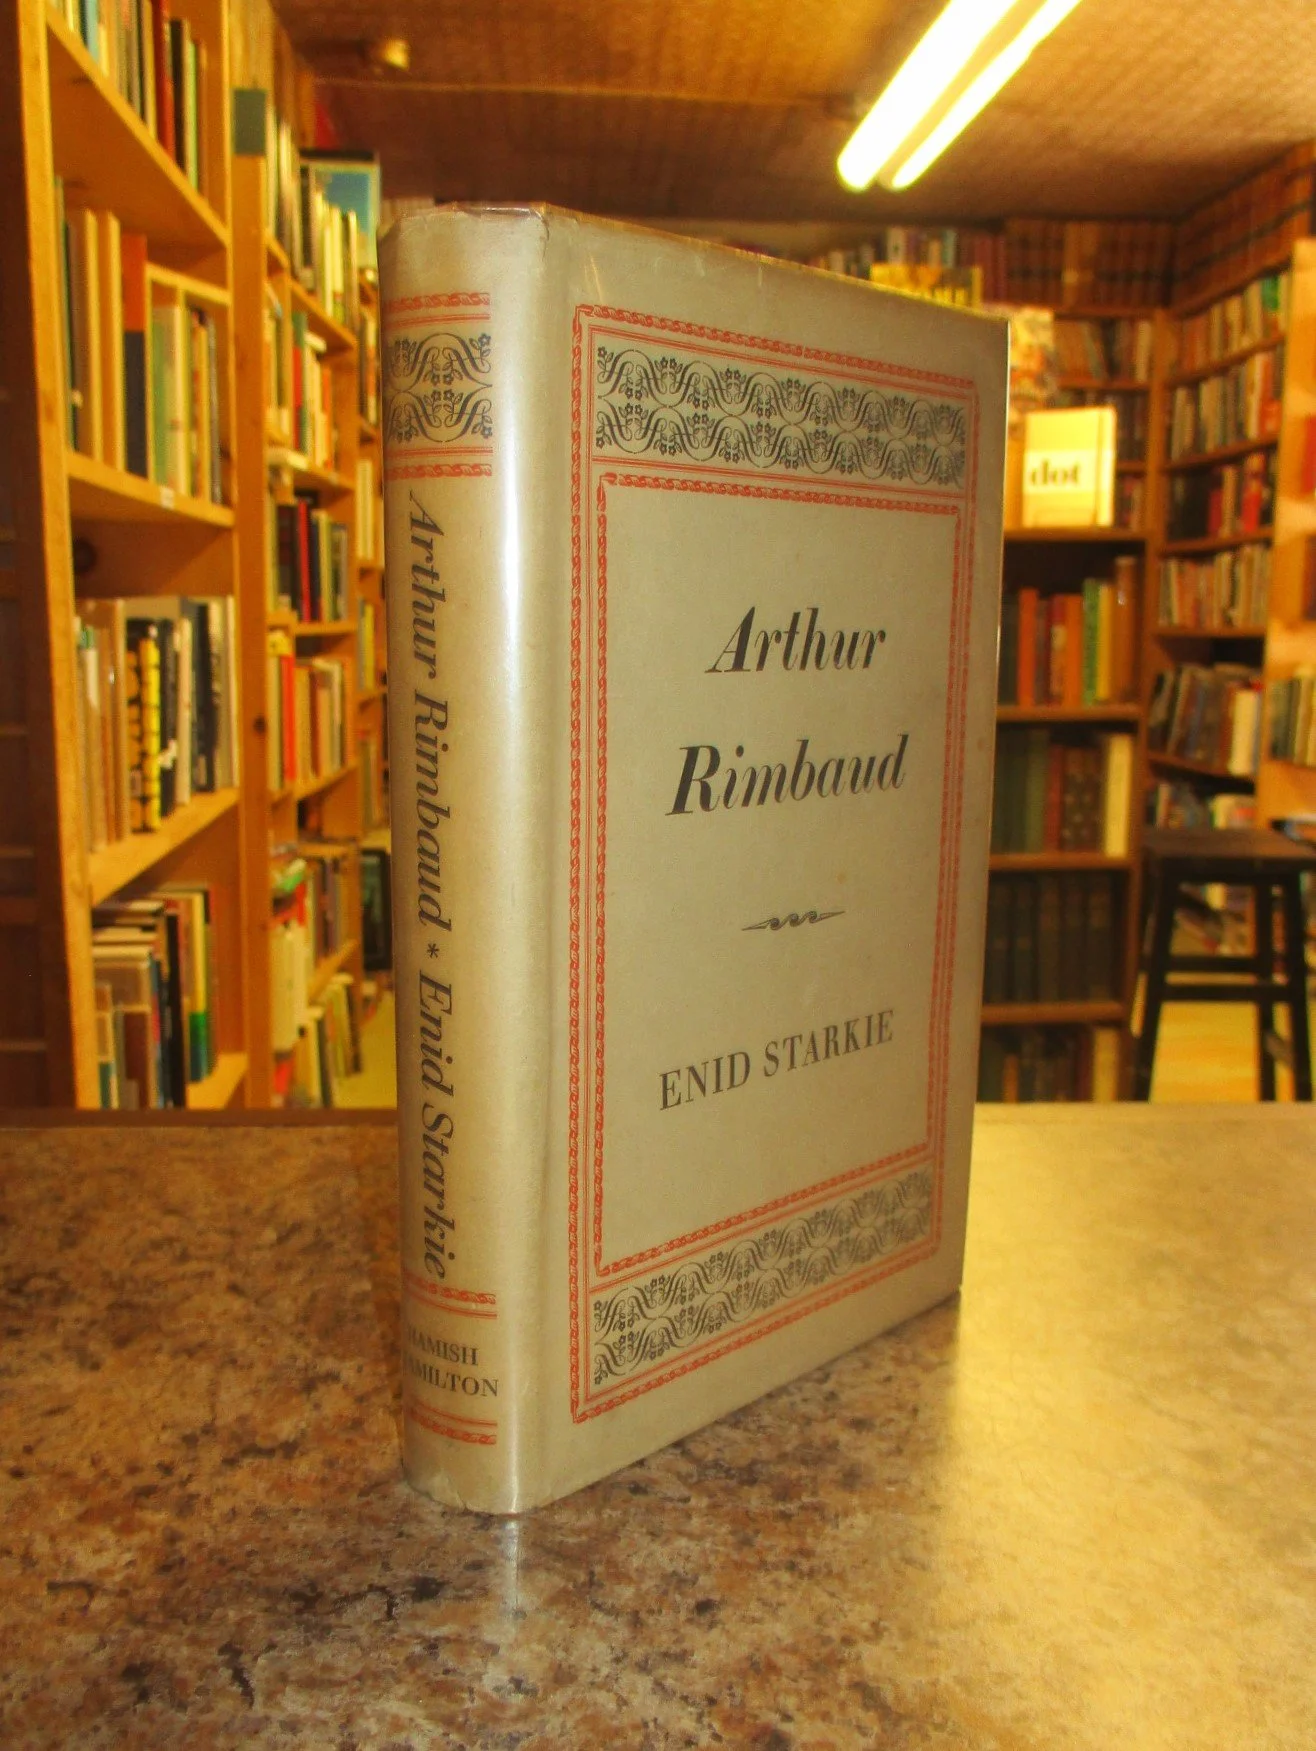 Arthur Rimbaud * Enid Starkie
HAMISH
HAMILTON
Arthur
Rimbaud
ENID STARKIE
dot